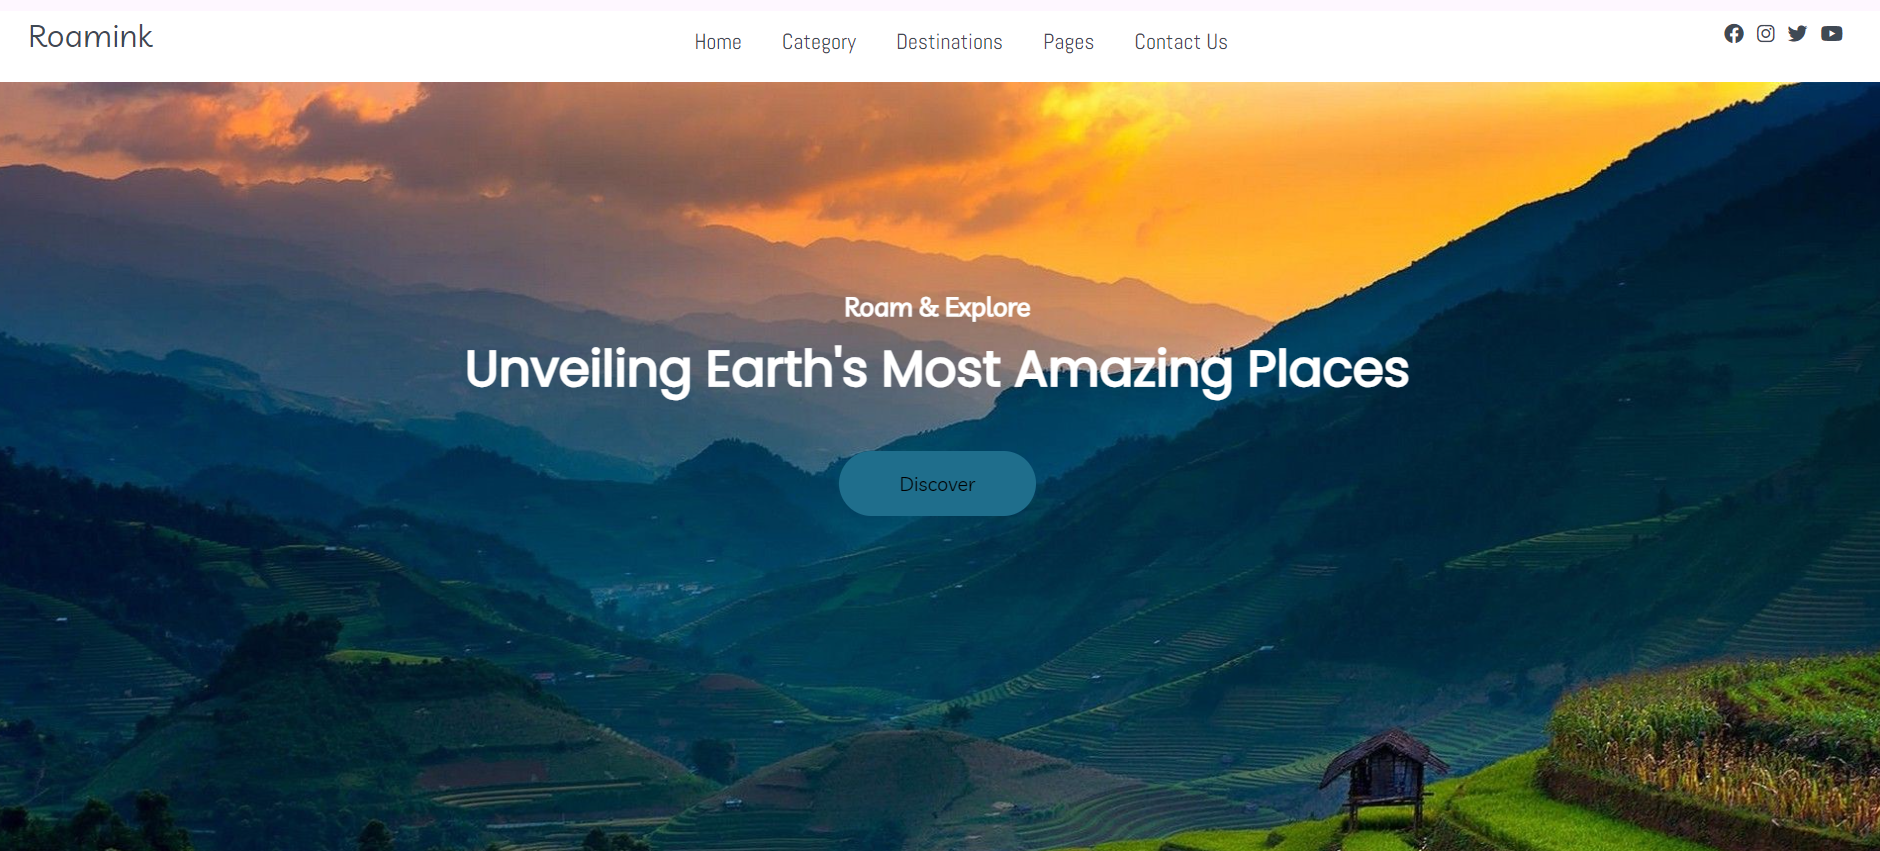 Roamink
Home Category Destinations Pages Contact Us
Roam & Explore
Unveiling Earth's Most Amazing Places
Discover